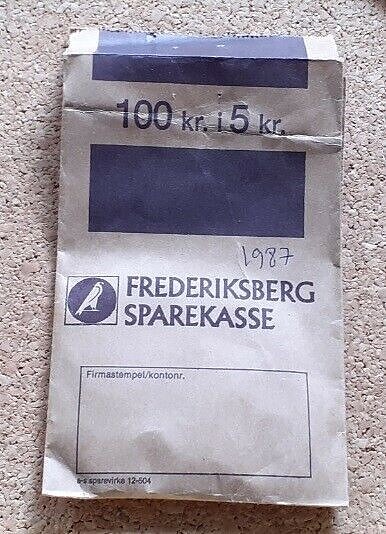 100 kr. i 5 kr.
1987
FREDERIKSBERG
SPAREKASSE
Firmastempel/kontonr.
a-s sparevirke 12-504